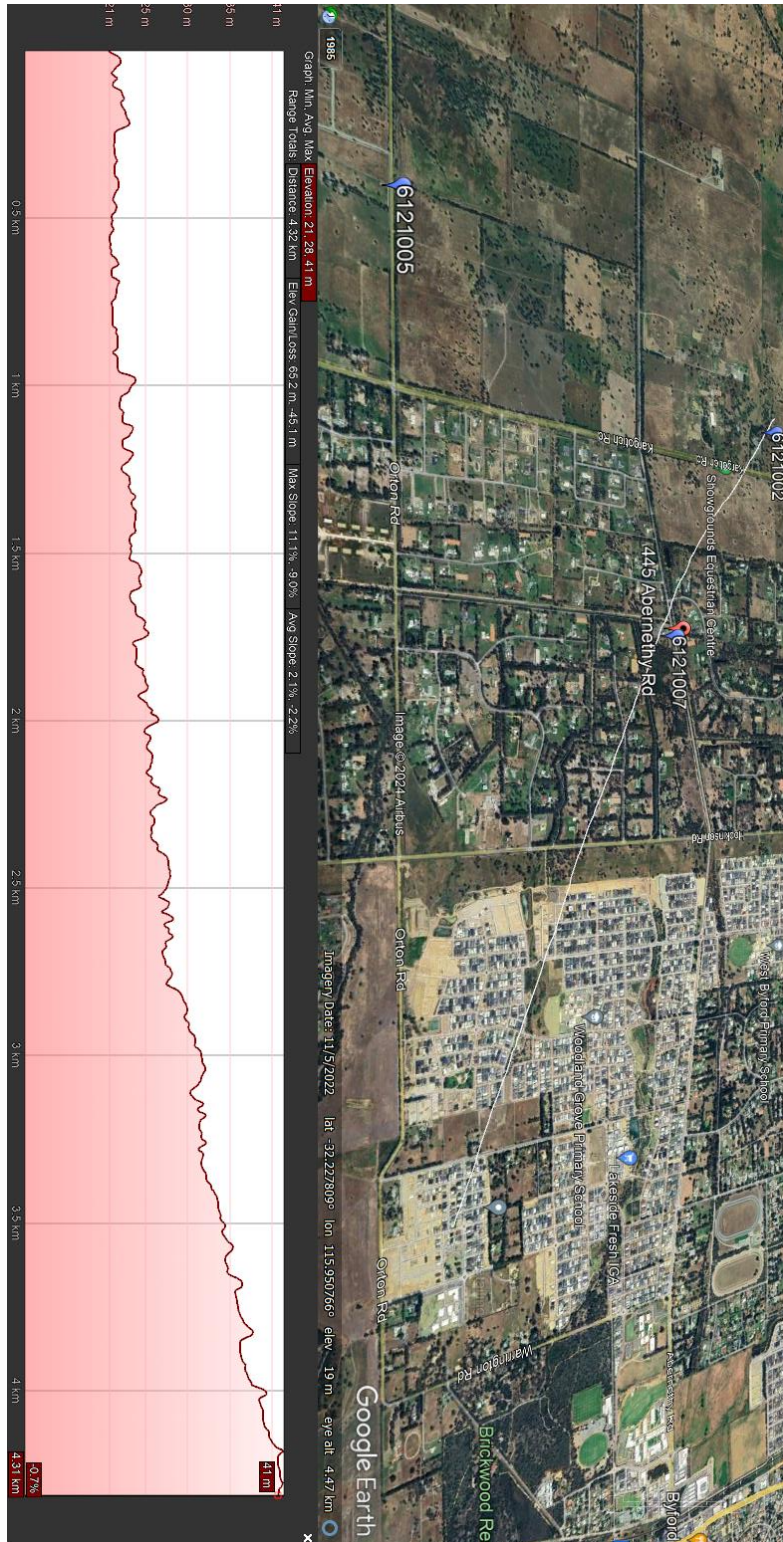 1985
6121005
6121002
Kargotich Rd
Kargotich Rd
Showgrounds Equestrian Centre
445 Abernethy Rd
6121007
Orton Rd
Image © 2024 Airbus
Hopkinson Rd
West Byford Primary School
Woodland Grove Primary School
Lakeside Fresh IGA
Orton Rd
Orton Rd
Warrington Rd
Byford
Brickwood Re
Google Earth
Imagery Date: 11/5/2022 lat -32.227809° lon 115.950766° elev 19 m eye alt 4.47 km
Graph: Min, Avg, Max Elevation: 21, 28, 41 m
Range Totals: Distance: 4.32 km Elev Gain/Loss: 65.2 m, -45.1 m Max Slope: 11.1%, -9.0% Avg Slope: 2.1%, -2.2%
X
41 m
35 m
30 m
25 m
21 m
0.5 km
1 km
1.5 km
2 km
2.5 km
3 km
3.5 km
4 km
41 m
-0.7%
4.31 km